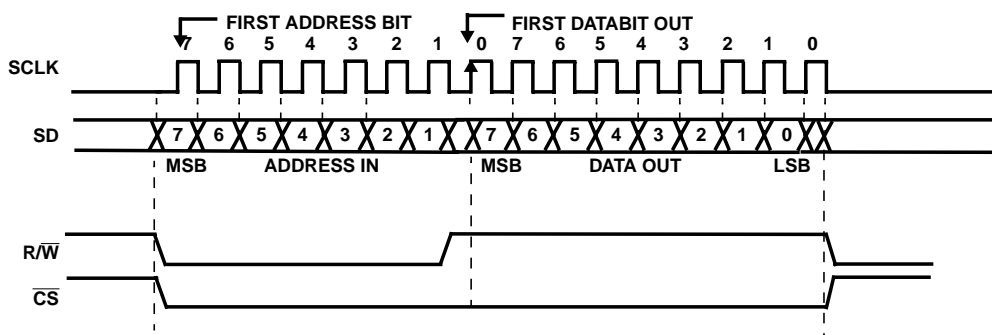 FIRST ADDRESS BIT
FIRST DATABIT OUT
7 6 5 4 3 2 1 0 7 6 5 4 3 2 1 0
SCLK
SD
7 6 5 4 3 2 1 7 6 5 4 3 2 1 0
MSB ADDRESS IN MSB DATA OUT LSB
R/W̅
C̅S̅